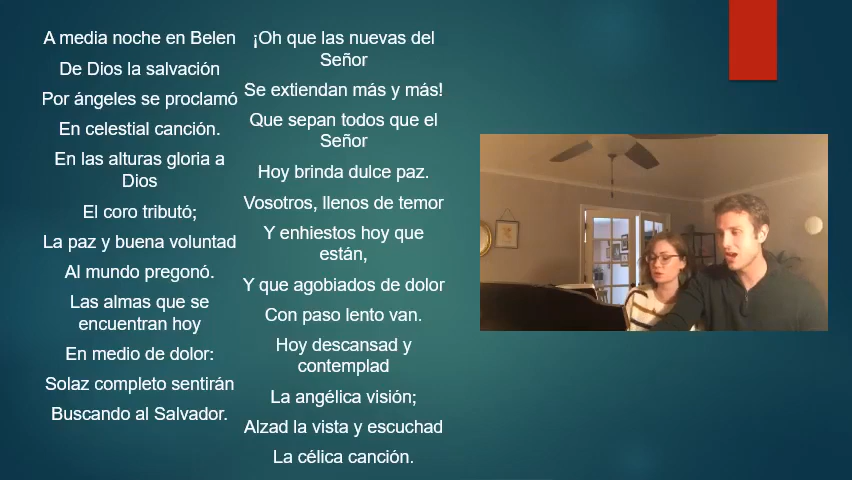 A media noche en Belen
De Dios la salvación
Por ángeles se proclamó
En celestial canción.
En las alturas gloria a
Dios
El coro tributó;
La paz y buena voluntad
Al mundo pregonó.
Las almas que se
encuentran hoy
En medio de dolor:
Solaz completo sentirán
Buscando al Salvador.
¡Oh que las nuevas del
Señor
Se extiendan más y más!
Que sepan todos que el
Señor
Hoy brinda dulce paz.
Vosotros, llenos de temor
Y enhiestos hoy que
están,
Y que agobiados de dolor
Con paso lento van.
Hoy descansad y
contemplad
La angélica visión;
Alzad la vista y escuchad
La célica canción.